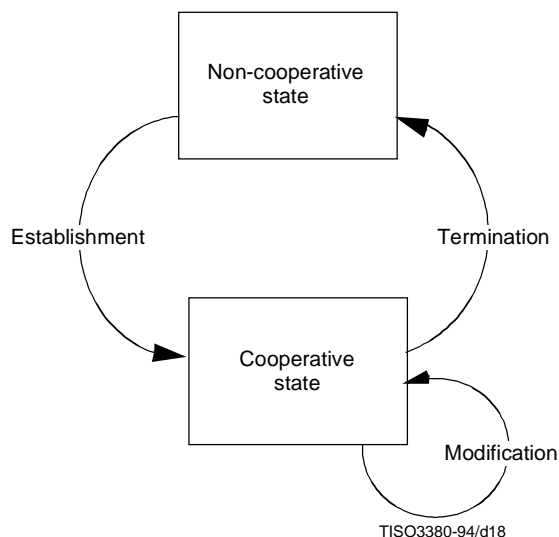 Non-cooperative
state
Establishment
Termination
Cooperative
state
Modification
TISO3380-94/d18